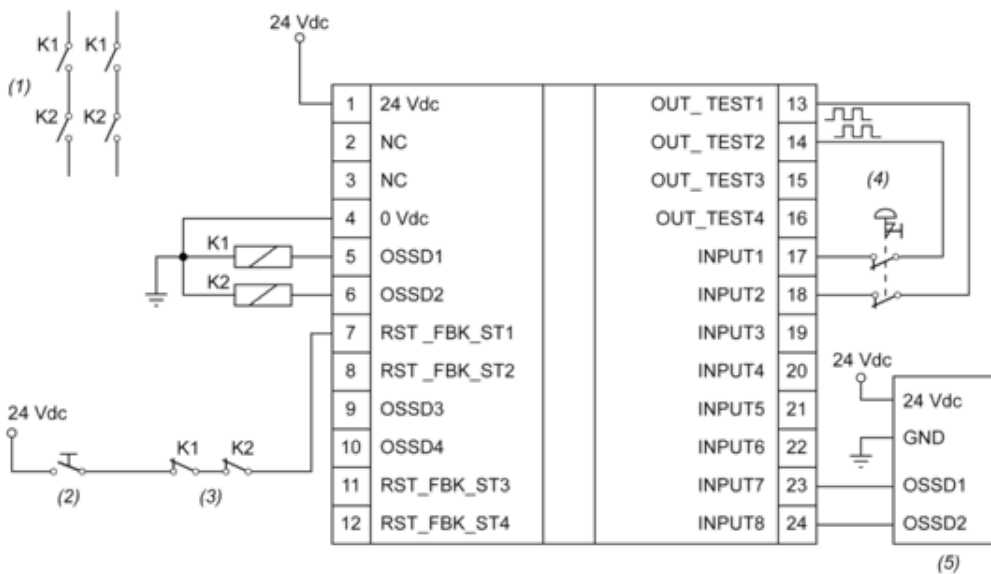 24 Vdc
K1 K1
(1)
K2 K2
1 24 Vdc OUT_ TEST1 13
2 NC OUT_ TEST2 14
3 NC OUT_ TEST3 15
(4)
4 0 Vdc OUT_TEST4 16
K1
5 OSSD1 INPUT1 17
K2
6 OSSD2 INPUT2 18
7 RST _FBK_ST1 INPUT3 19
8 RST _FBK_ST2 INPUT4 20
24 Vdc
9 OSSD3 INPUT5 21
24 Vdc
24 Vdc
10 OSSD4 INPUT6 22
GND
K1 K2
11 RST_FBK_ST3 INPUT7 23
OSSD1
(2) (3)
12 RST_FBK_ST4 INPUT8 24
OSSD2
(5)